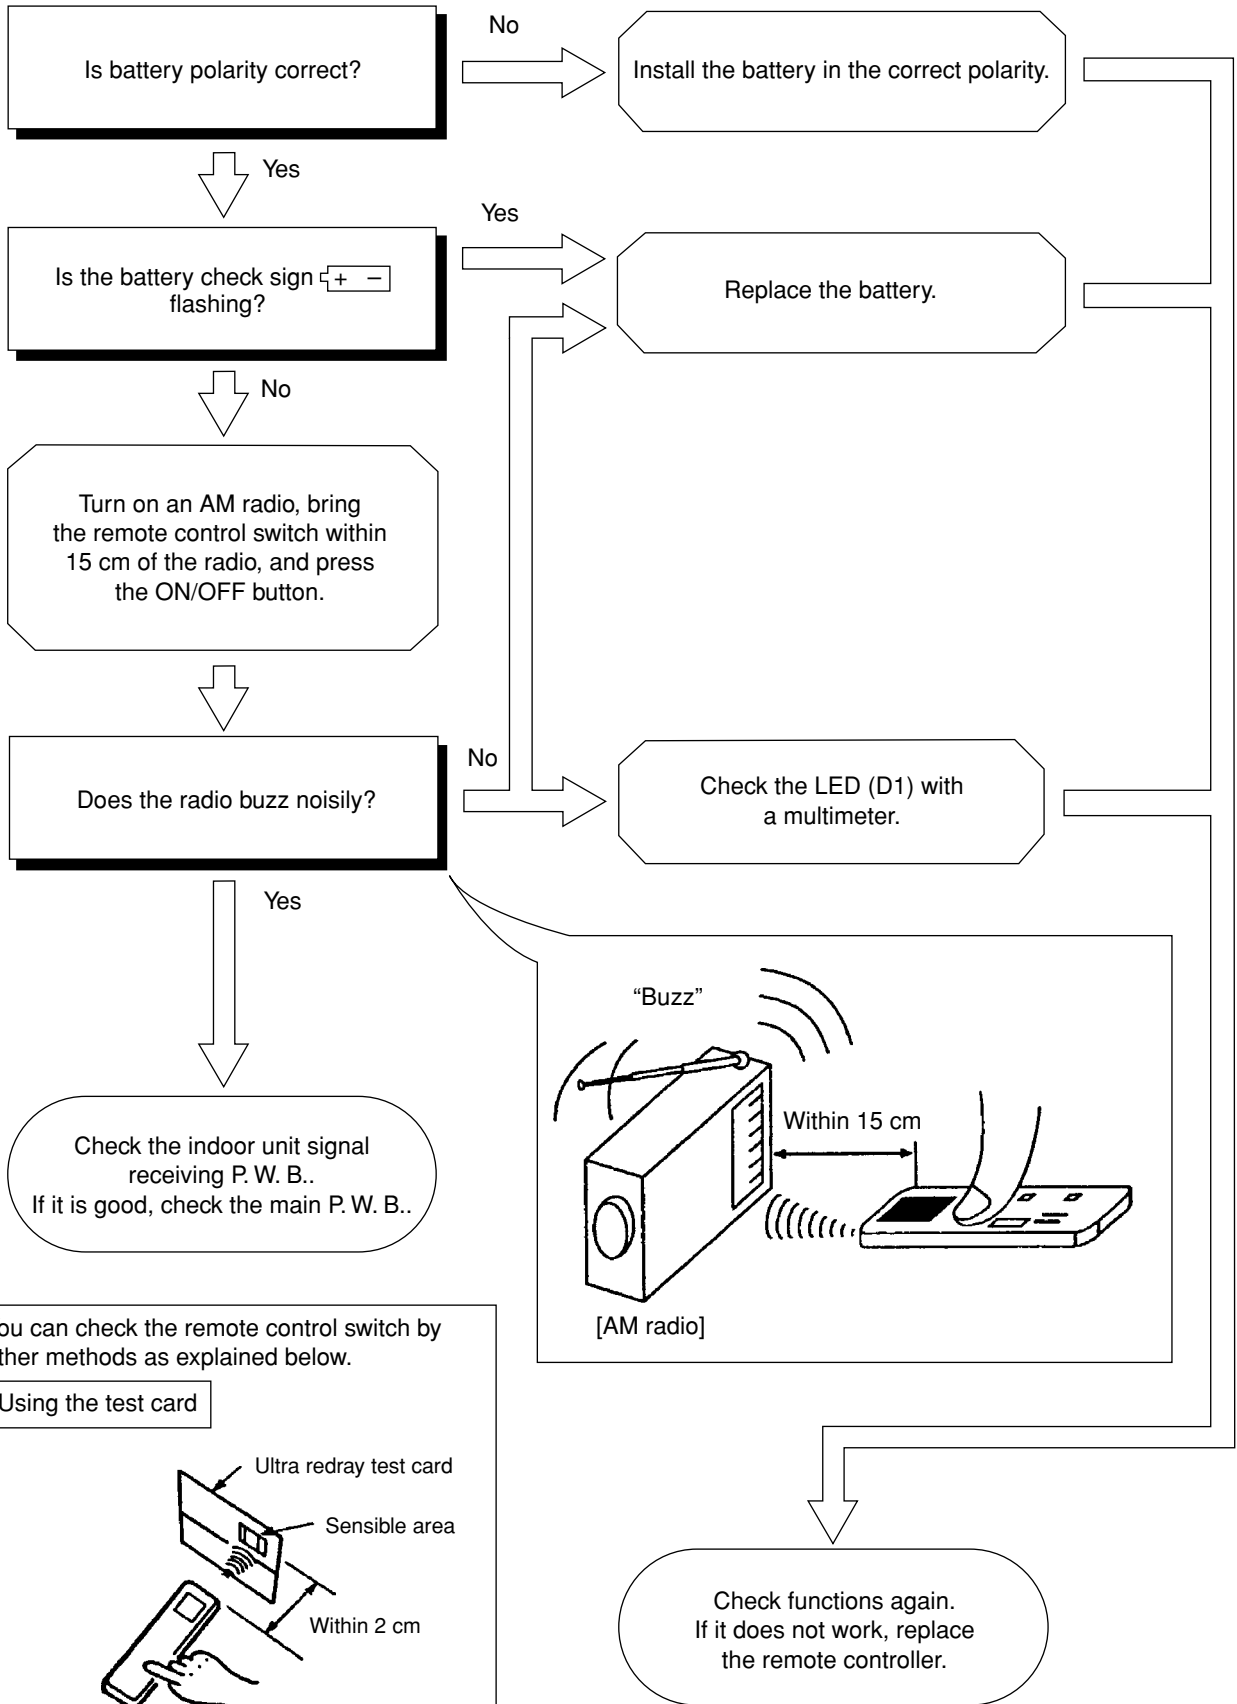 Is battery polarity correct?
No
Install the battery in the correct polarity.
Yes
Is the battery check sign + −
flashing?
Yes
Replace the battery.
No
Turn on an AM radio, bring
the remote control switch within
15 cm of the radio, and press
the ON/OFF button.
Does the radio buzz noisily?
No
Check the LED (D1) with
a multimeter.
Yes
Check the indoor unit signal
receiving P. W. B..
If it is good, check the main P. W. B..
“Buzz”
Within 15 cm
[AM radio]
ou can check the remote control switch by
ther methods as explained below.
Using the test card
Ultra redray test card
Sensible area
Within 2 cm
Check functions again.
If it does not work, replace
the remote controller.